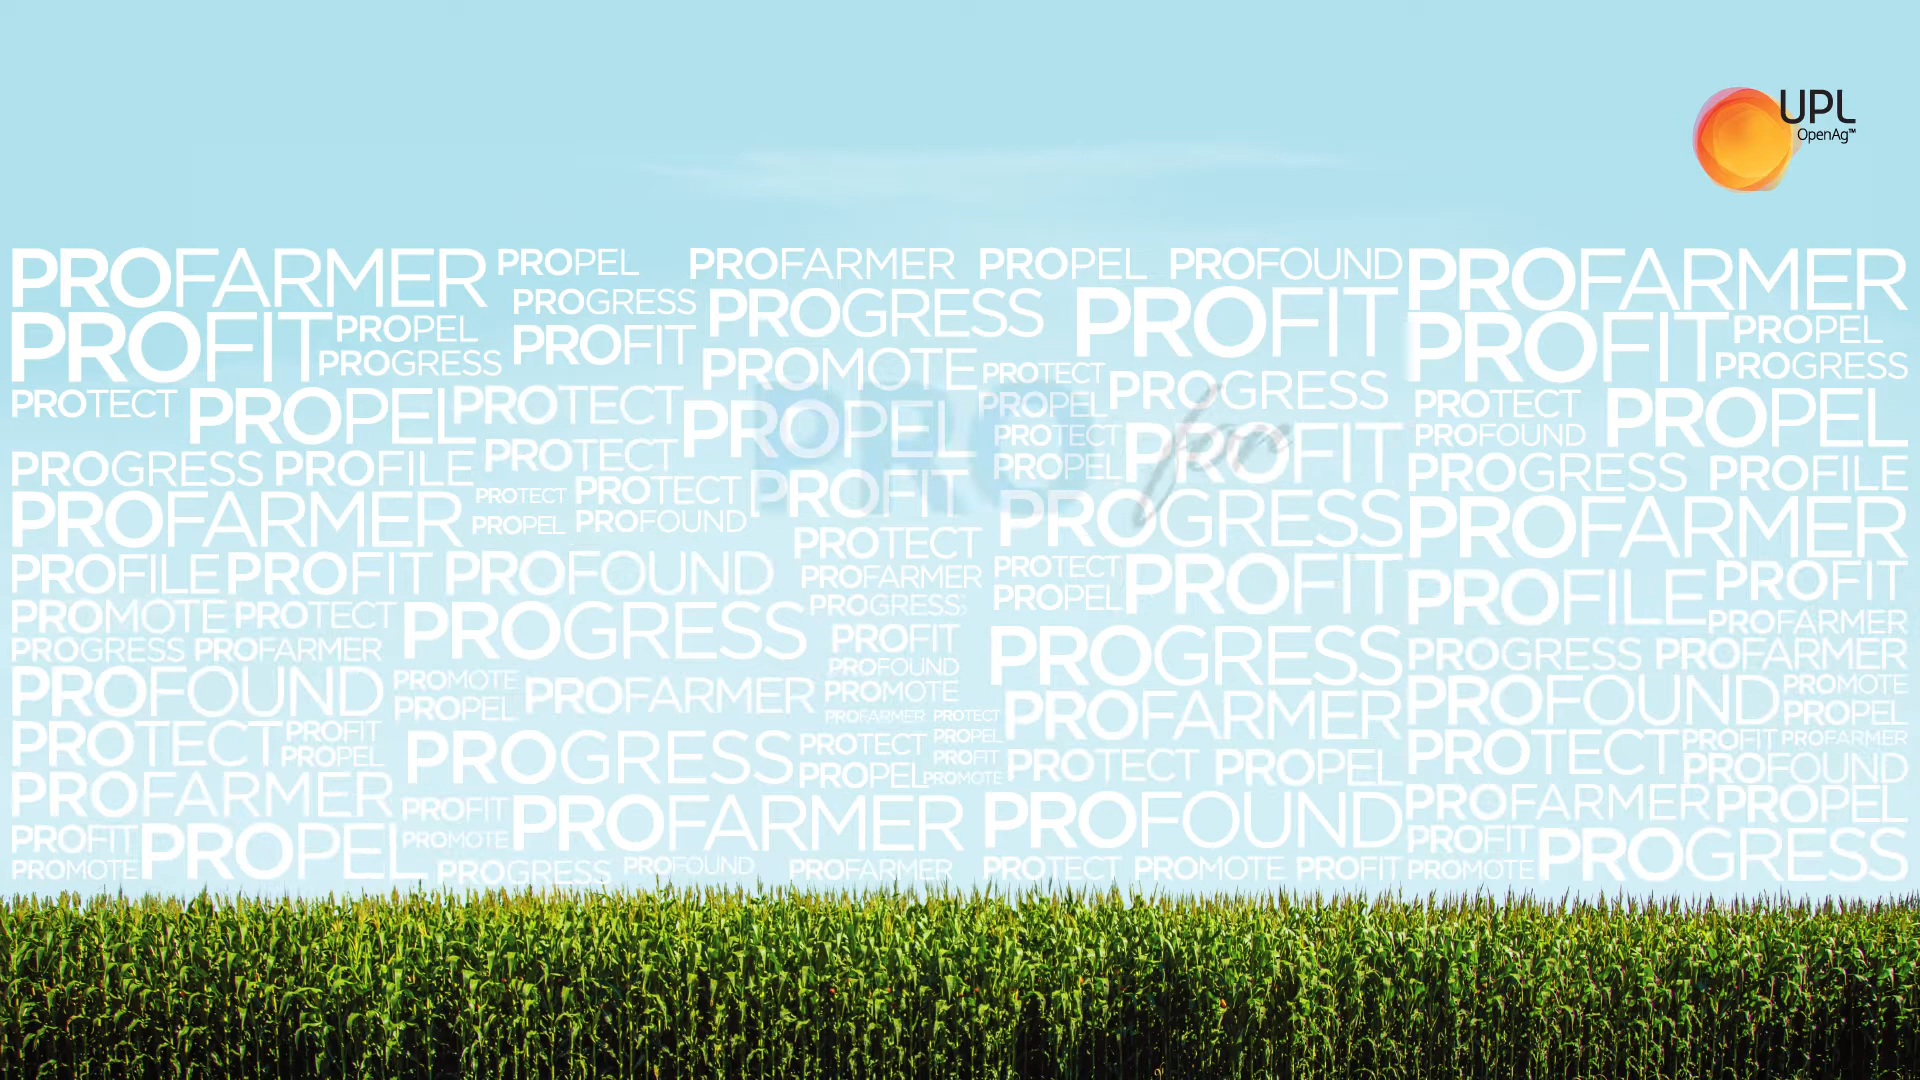 UPL
OpenAg™
PROFARMER PROPEL PROFARMER PROPEL PROFOUND PROFARMER
PROGRESS PROGRESS PROFIT
PROFIT PROPEL PROFIT PROFIT PROPEL
PROGRESS PROMOTE PROTECT PROGRESS PROGRESS
PROTECT PROPEL PROTECT PROPEL PROPEL PROTECT PROPEL
PRO for
PROTECT PROTECT PROFIT PROFOUND
PROGRESS PROFILE PROPEL PROGRESS PROFILE
PROFARMER PROTECT PROTECT PROFIT PROGRESS PROFARMER
PROPEL PROFOUND
PROTECT
PROFILE PROFIT PROFOUND PROFARMER PROTECT PROFIT PROFILE PROFIT
PROMOTE PROTECT PROGRESS PROGRESS PROPEL PROFARMER
PROGRESS PROFARMER PROFIT PROGRESS PROGRESS PROFARMER
PROFOUND PROMOTE PROFARMER PROFOUND PROFOUND PROMOTE
PROPEL PROMOTE PROFARMER PROPEL
PROFARMER PROTECT
PROTECT PROFIT PROGRESS PROTECT PROPEL PROTECT PROFIT PROFARMER
PROPEL PROPEL PROFIT PROTECT PROPEL PROFOUND
PROMOTE
PROFARMER PROFIT PROFARMER PROFOUND PROFARMER PROPEL
PROFIT PROPEL PROMOTE PROFIT PROGRESS
PROMOTE PROGRESS PROFOUND PROFARMER PROTECT PROMOTE PROFIT PROMOTE